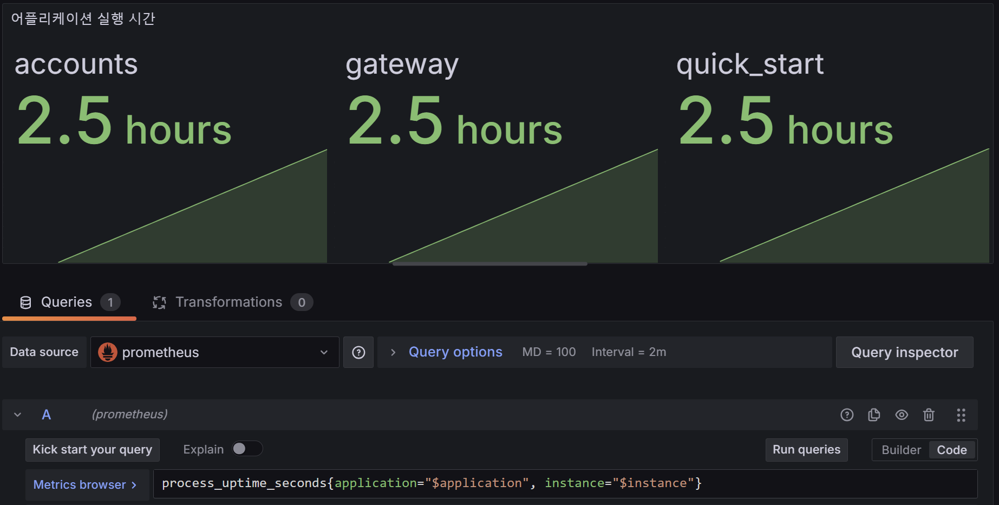 어플리케이션 실행 시간
accounts
gateway
quick_start
2.5 hours
2.5 hours
2.5 hours
Queries 1
Transformations 0
Data source
prometheus
Query options MD = 100 Interval = 2m
Query inspector
A (prometheus)
Kick start your query
Explain
Run queries
Builder Code
Metrics browser >
process_uptime_seconds{application="$application", instance="$instance"}